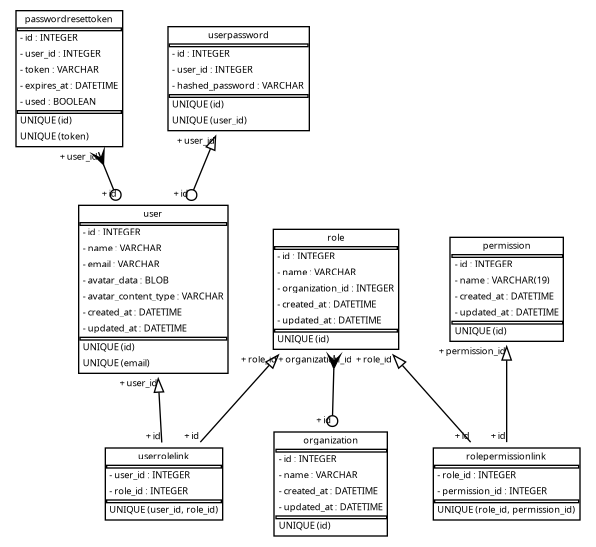 passwordresettoken
- id : INTEGER
- user_id : INTEGER
- token : VARCHAR
- expires_at : DATETIME
- used : BOOLEAN
UNIQUE (id)
UNIQUE (token)
userpassword
- id : INTEGER
- user_id : INTEGER
- hashed_password : VARCHAR
UNIQUE (id)
UNIQUE (user_id)
+ user_id
+ user_id
+ id
+ id
user
- id : INTEGER
- name : VARCHAR
- email : VARCHAR
- avatar_data : BLOB
- avatar_content_type : VARCHAR
- created_at : DATETIME
- updated_at : DATETIME
UNIQUE (id)
UNIQUE (email)
role
- id : INTEGER
- name : VARCHAR
- organization_id : INTEGER
- created_at : DATETIME
- updated_at : DATETIME
UNIQUE (id)
permission
- id : INTEGER
- name : VARCHAR(19)
- created_at : DATETIME
- updated_at : DATETIME
UNIQUE (id)
+ user_id
+ role_id
+ organization_id
+ role_id
+ permission_id
+ id
+ id
+ id
+ id
+ id
userrolelink
- user_id : INTEGER
- role_id : INTEGER
UNIQUE (user_id, role_id)
organization
- id : INTEGER
- name : VARCHAR
- created_at : DATETIME
- updated_at : DATETIME
UNIQUE (id)
rolepermissionlink
- role_id : INTEGER
- permission_id : INTEGER
UNIQUE (role_id, permission_id)